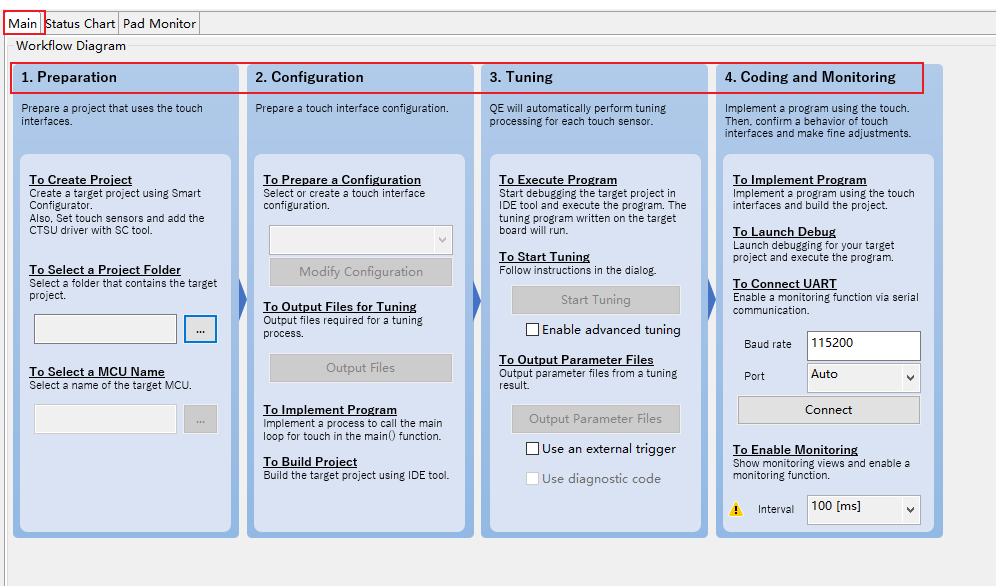 Main
Status Chart
Pad Monitor
Workflow Diagram
1. Preparation
Prepare a project that uses the touch
interfaces.
To Create Project
Create a target project using Smart
Configurator.
Also, Set touch sensors and add the
CTSU driver with SC tool.
To Select a Project Folder
Select a folder that contains the target
project.
...
To Select a MCU Name
Select a name of the target MCU.
...
2. Configuration
Prepare a touch interface configuration.
To Prepare a Configuration
Select or create a touch interface
configuration.
Modify Configuration
To Output Files for Tuning
Output files required for a tuning
process.
Output Files
To Implement Program
Implement a process to call the main
loop for touch in the main() function.
To Build Project
Build the target project using IDE tool.
3. Tuning
QE will automatically perform tuning
processing for each touch sensor.
To Execute Program
Start debugging the target project in
IDE tool and execute the program. The
tuning program written on the target
board will run.
To Start Tuning
Follow instructions in the dialog.
Start Tuning
Enable advanced tuning
To Output Parameter Files
Output parameter files from a tuning
result.
Output Parameter Files
Use an external trigger
Use diagnostic code
4. Coding and Monitoring
Implement a program using the touch.
Then, confirm a behavior of touch
interfaces and make fine adjustments.
To Implement Program
Implement a program using the touch
interfaces and build the project.
To Launch Debug
Launch debugging for your target
project and execute the program.
To Connect UART
Enable a monitoring function via serial
communication.
Baud rate 115200
Port Auto
Connect
To Enable Monitoring
Show monitoring views and enable a
monitoring function.
Interval 100 [ms]